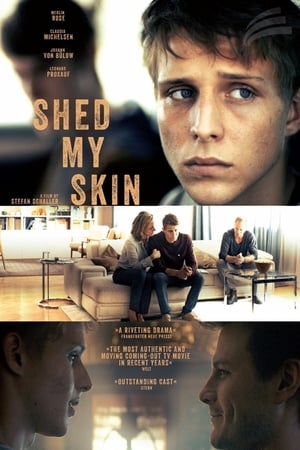 MERLIN
ROSE
CLAUDIA
MICHELSEN
JOHANN
VON BÜLOW
LEONARD
PROXAUF
SHED
MY
SKIN
A FILM BY
STEFAN SCHALLER
«A RIVETING DRAMA»
FRANKFURTER NEUE PRESSE
«THE MOST AUTHENTIC AND
MOVING COMING-OUT TV MOVIE
IN RECENT YEARS»
WELT
«OUTSTANDING CAST»
STERN